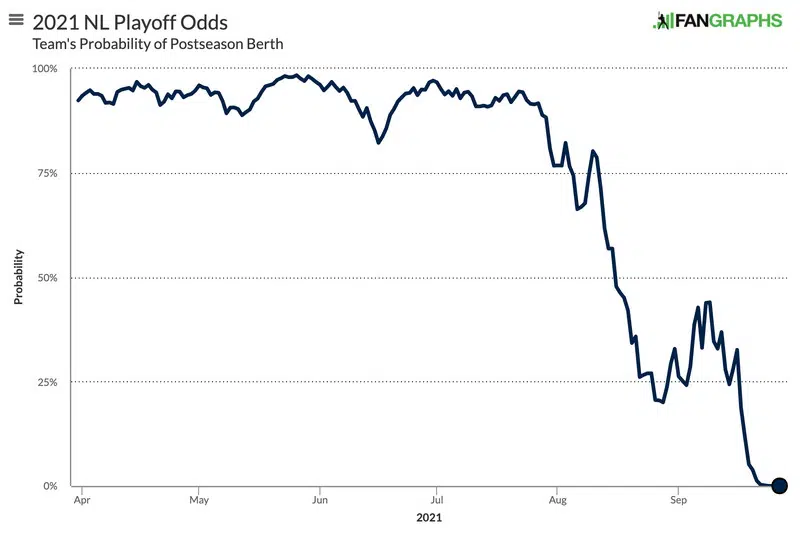 2021 NL Playoff Odds
FANGRAPHS
Team's Probability of Postseason Berth
100%
75%
50%
25%
0%
Probability
Apr
May
Jun
Jul
Aug
Sep
2021